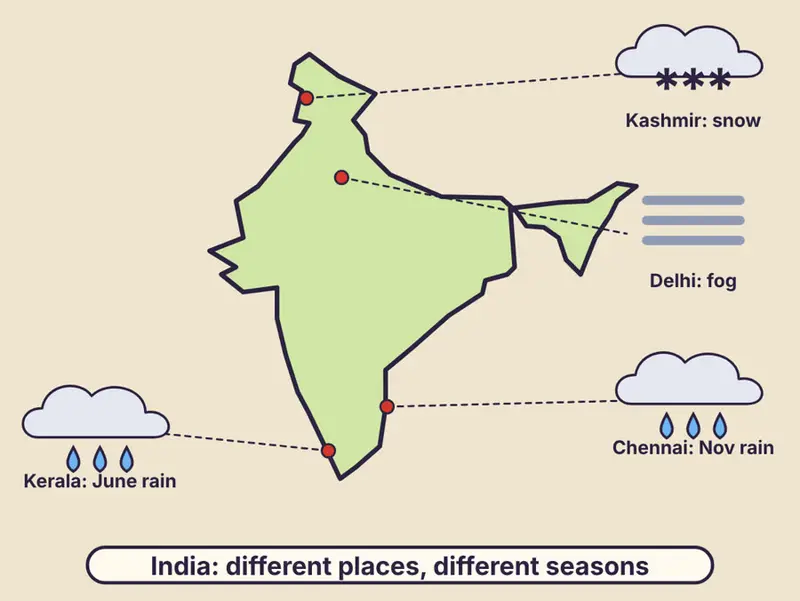 Kashmir: snow
Delhi: fog
Chennai: Nov rain
Kerala: June rain
India: different places, different seasons